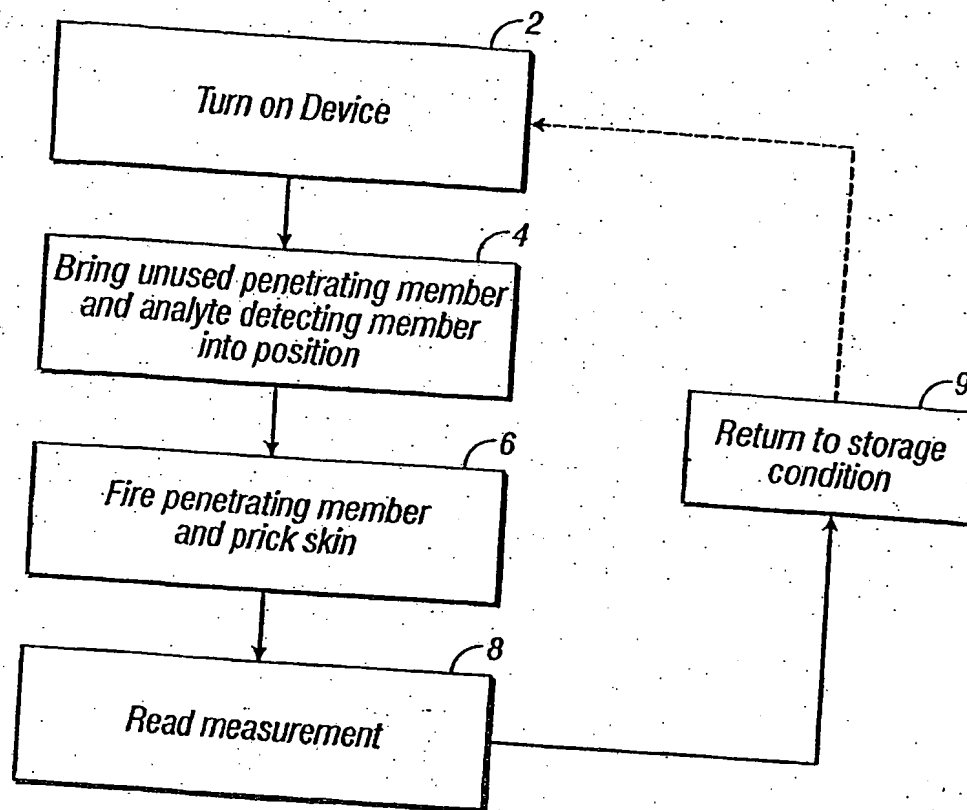 2
Turn on Device
4
Bring unused penetrating member
and analyte detecting member
into position
6
Fire penetrating member
and prick skin
8
Read measurement
9
Return to storage
condition